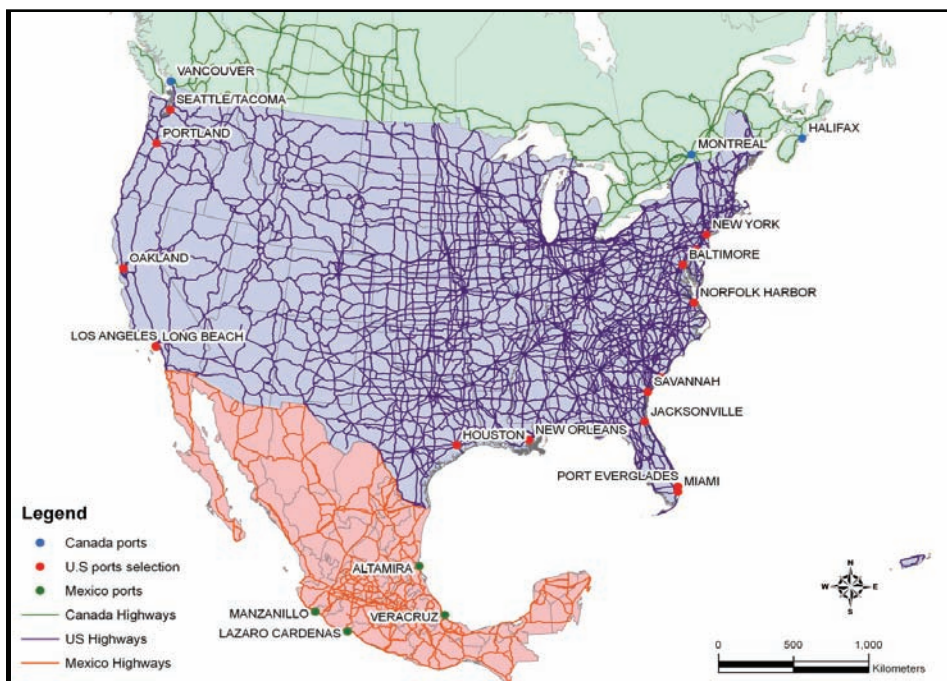 VANCOUVER
SEATTLE/TACOMA
PORTLAND
HALIFAX
MONTREAL
NEW YORK
BALTIMORE
OAKLAND
NORFOLK HARBOR
LOS ANGELES
LONG BEACH
SAVANNAH
JACKSONVILLE
HOUSTON
NEW ORLEANS
PORT EVERGLADES
MIAMI
Legend
Canada ports
U.S ports selection
Mexico ports
Canada Highways
US Highways
Mexico Highways
ALTAMIRA
MANZANILLO
VERACRUZ
LAZARO CARDENAS
N
W
E
S
0
500
1,000
Kilometers